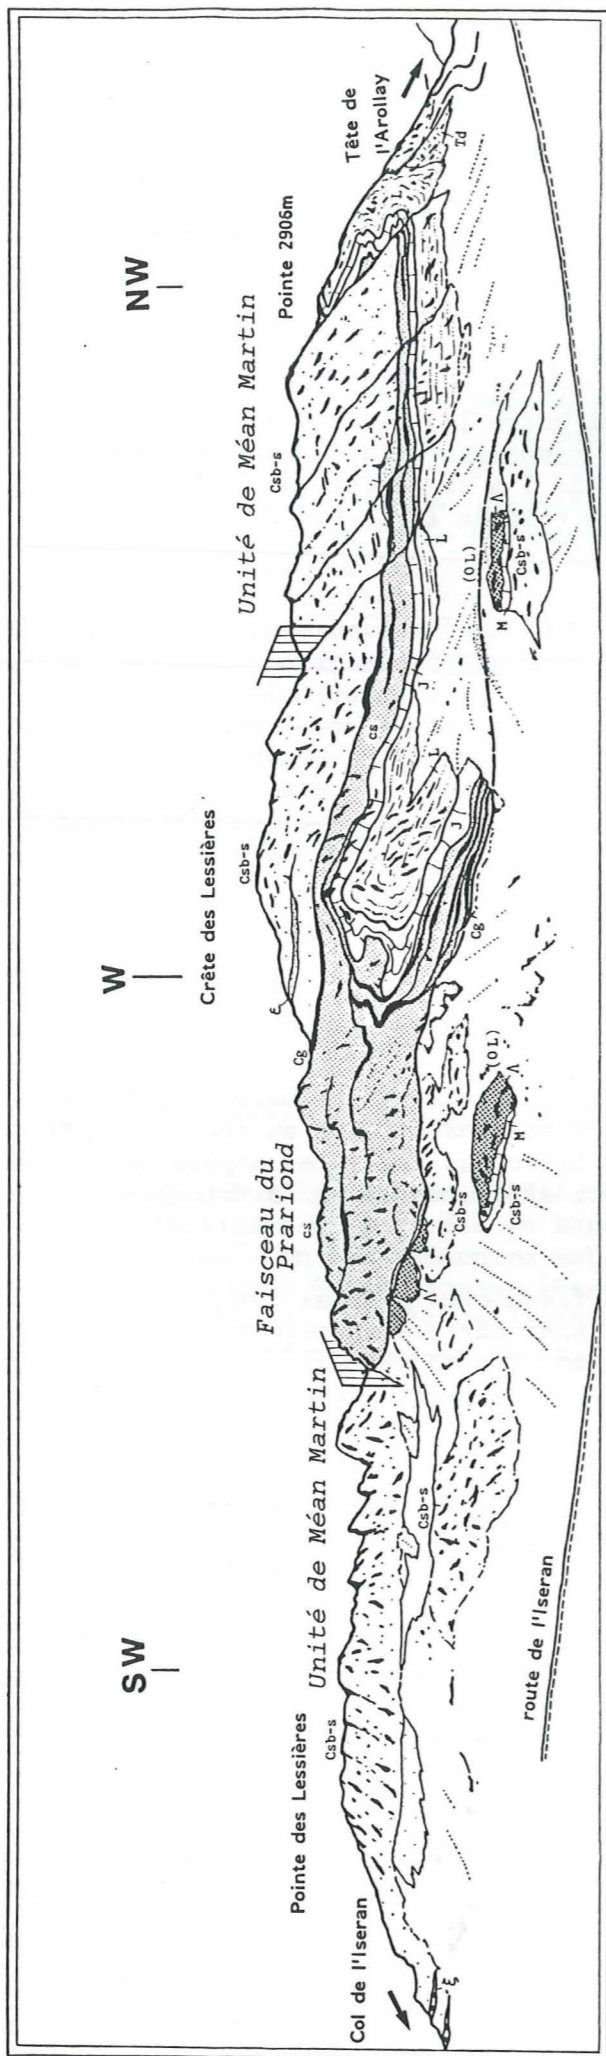 SW
W
NW
Pointe des Lessières
Csb-s
Col de l'Iseran
ξ
Unité de Méan Martin
Csb-s
route de l'Iseran
Faisceau du
Prariond
cs
Cg
ε
Λ
Csb-s
(OL)
Λ
M
Csb-s
Crête des Lessières
Csb-s
cs
Cg
J
L
J
L
Unité de Méan Martin
Csb-s
Pointe 2906m
(OL)
M
Λ
Csb-s
Tête de
l'Arollay
L
Td